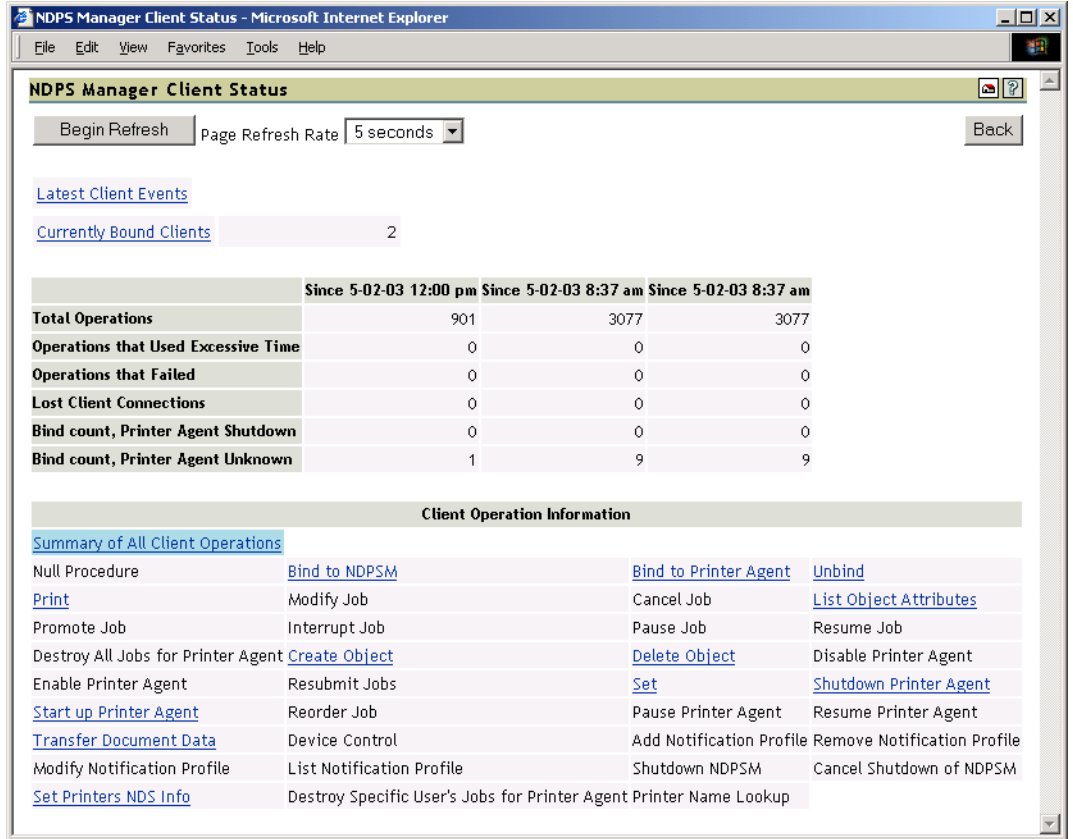 NDPS Manager Client Status - Microsoft Internet Explorer
File Edit View Favorites Tools Help
NDPS Manager Client Status ?
Begin Refresh Page Refresh Rate 5 seconds Back
Latest Client Events
Currently Bound Clients 2
Since 5-02-03 12:00 pm Since 5-02-03 8:37 am Since 5-02-03 8:37 am
Total Operations 901 3077 3077
Operations that Used Excessive Time 0 0 0
Operations that Failed 0 0 0
Lost Client Connections 0 0 0
Bind count, Printer Agent Shutdown 0 0 0
Bind count, Printer Agent Unknown 1 9 9
Client Operation Information
Summary of All Client Operations
Null Procedure Bind to NDPSM Bind to Printer Agent Unbind
Print Modify Job Cancel Job List Object Attributes
Promote Job Interrupt Job Pause Job Resume Job
Destroy All Jobs for Printer Agent Create Object Delete Object Disable Printer Agent
Enable Printer Agent Resubmit Jobs Set Shutdown Printer Agent
Start up Printer Agent Reorder Job Pause Printer Agent Resume Printer Agent
Transfer Document Data Device Control Add Notification Profile Remove Notification Profile
Modify Notification Profile List Notification Profile Shutdown NDPSM Cancel Shutdown of NDPSM
Set Printers NDS Info Destroy Specific User's Jobs for Printer Agent Printer Name Lookup